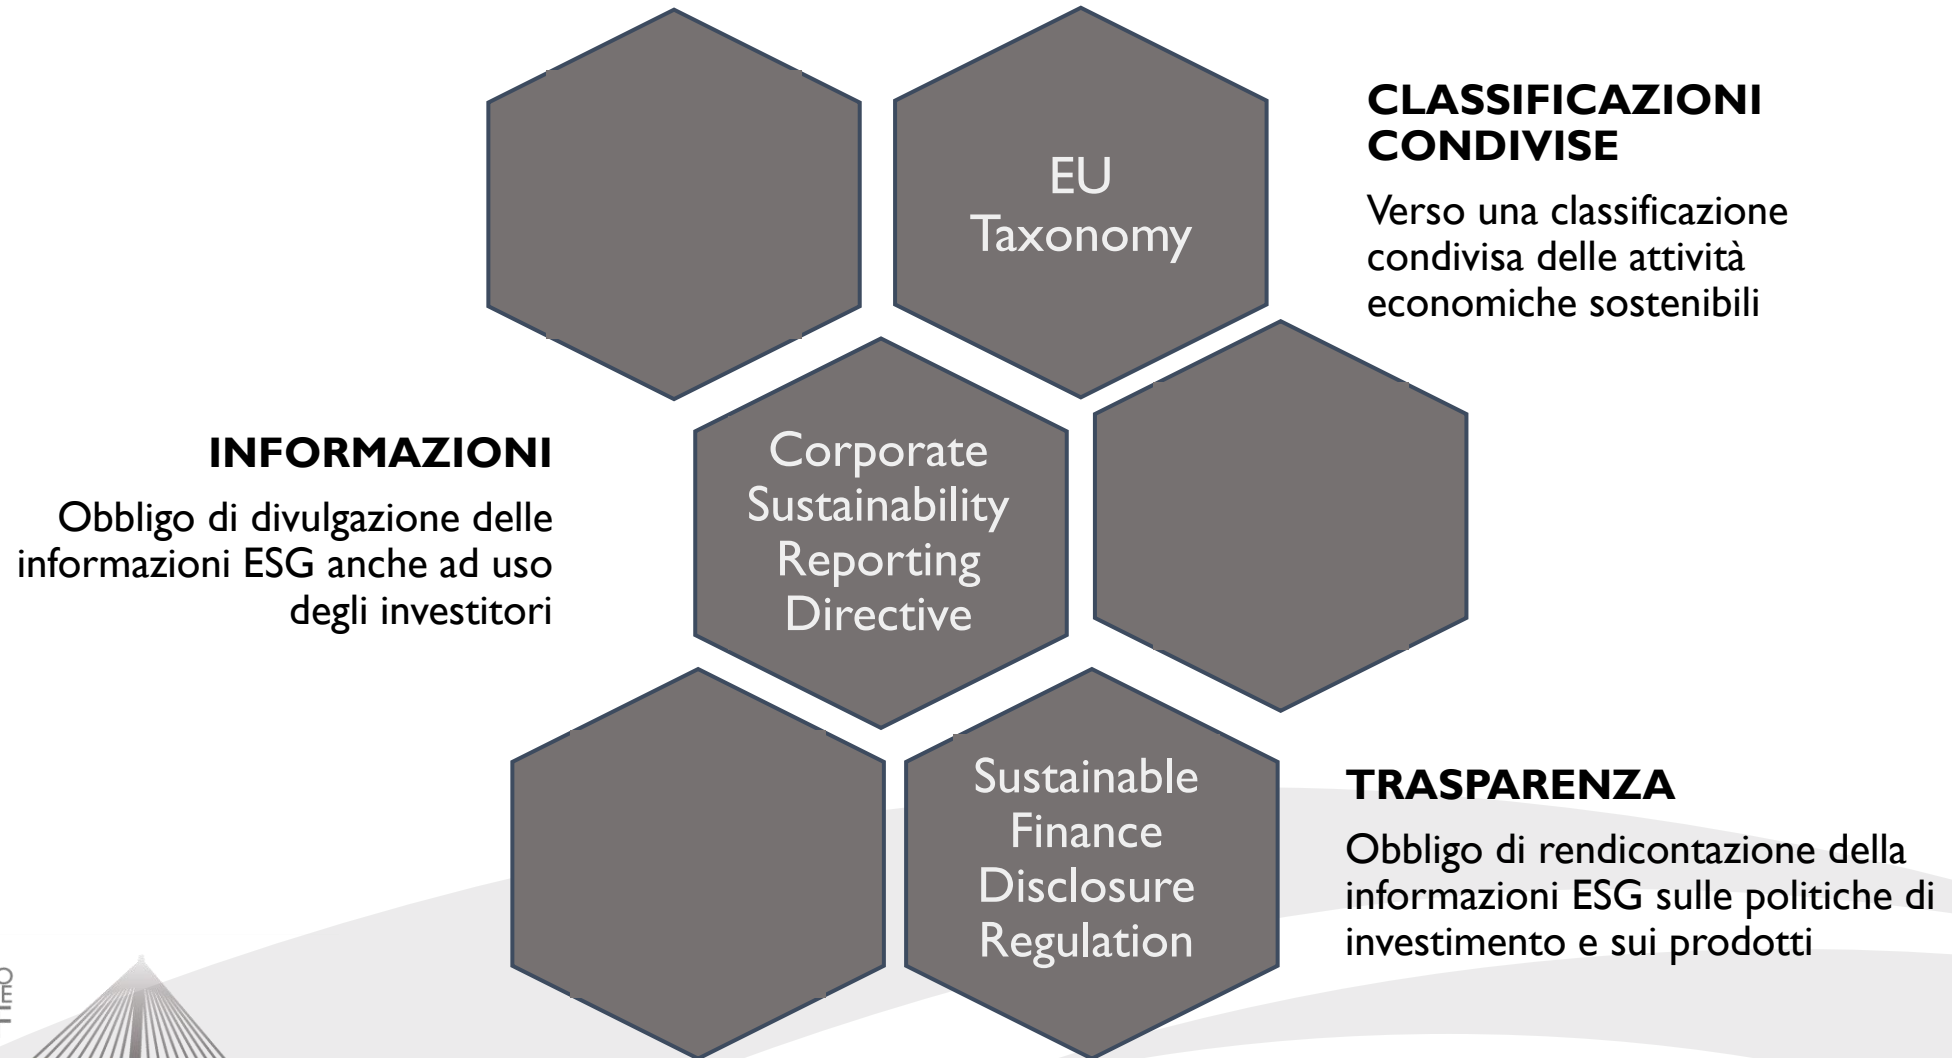 EU
Taxonomy
CLASSIFICAZIONI
CONDIVISE
Verso una classificazione
condivisa delle attività
economiche sostenibili
INFORMAZIONI
Obbligo di divulgazione delle
informazioni ESG anche ad uso
degli investitori
Corporate
Sustainability
Reporting
Directive
Sustainable
Finance
Disclosure
Regulation
TRASPARENZA
Obbligo di rendicontazione della
informazioni ESG sulle politiche di
investimento e sui prodotti